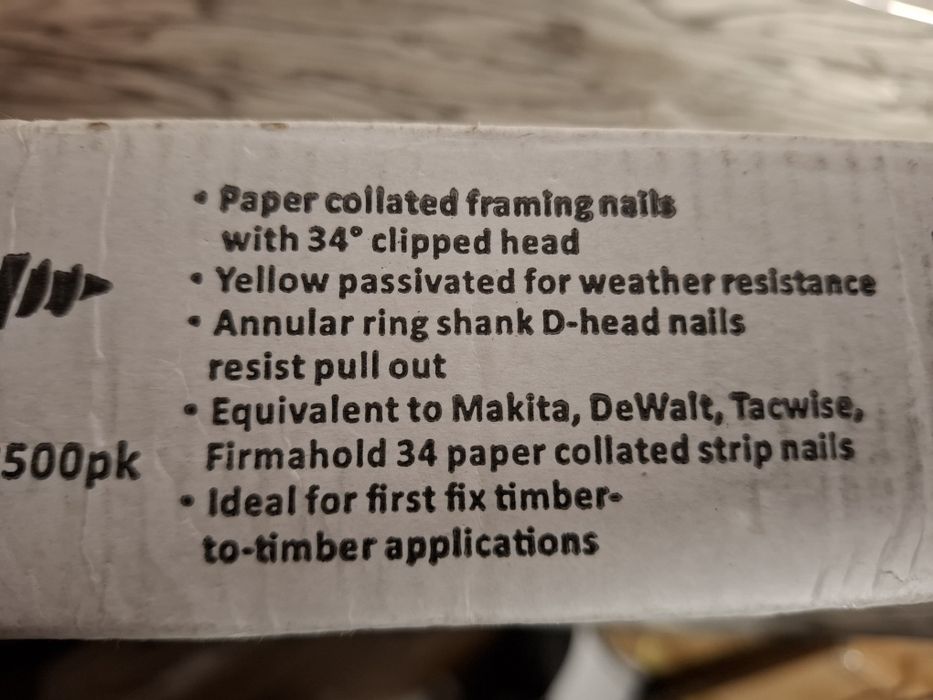 • Paper collated framing nails
with 34° clipped head
• Yellow passivated for weather resistance
• Annular ring shank D-head nails
resist pull out
• Equivalent to Makita, DeWalt, Tacwise,
500pk
Firmahold 34 paper collated strip nails
• Ideal for first fix timber-
to-timber applications